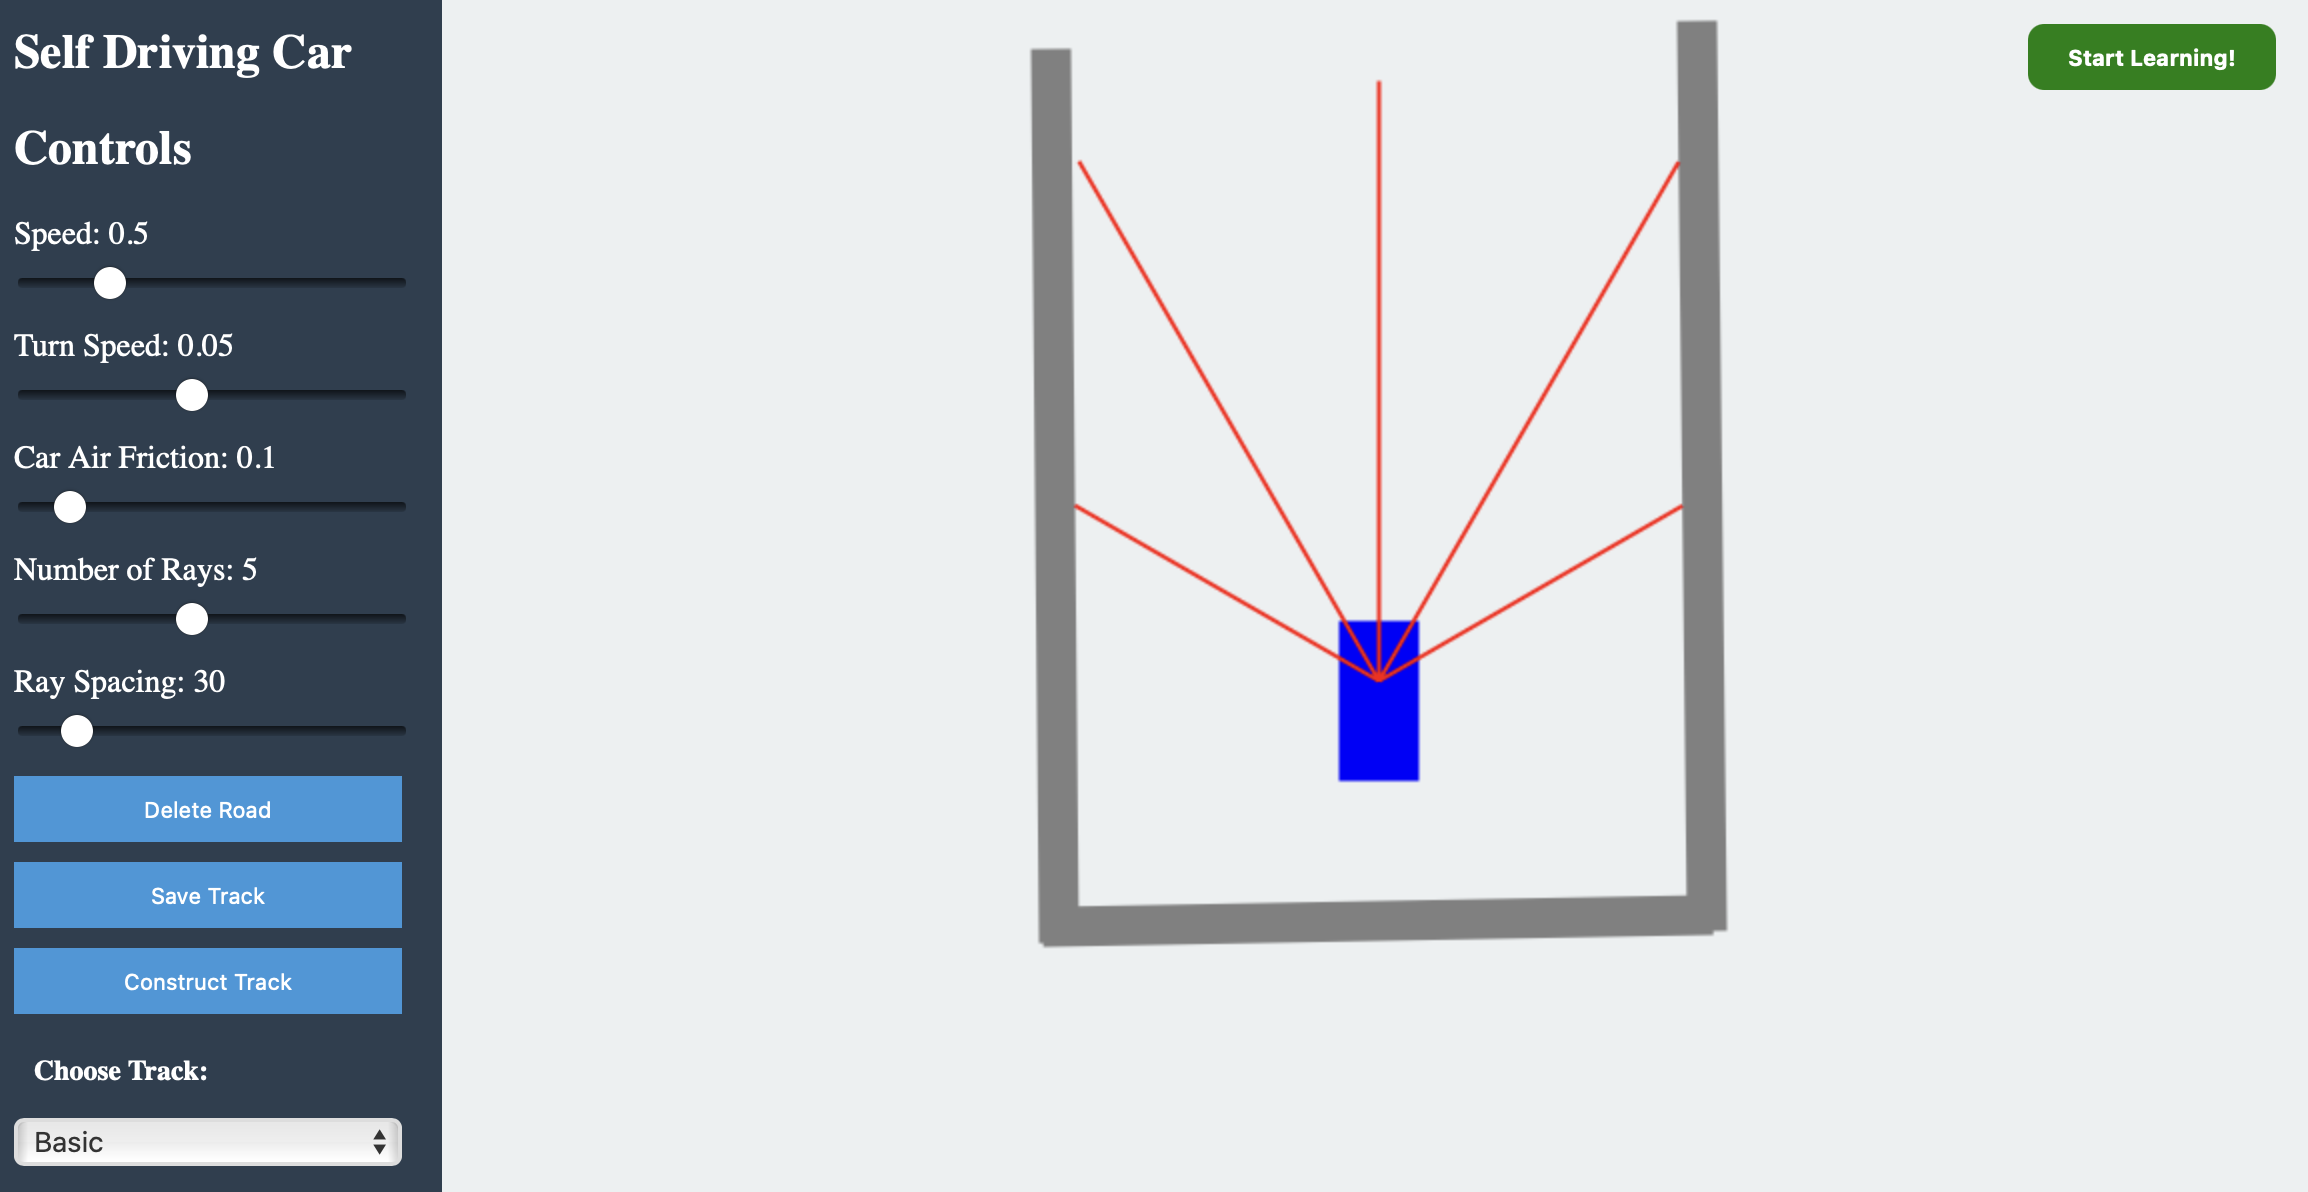 Self Driving Car
Start Learning!
Controls
Speed: 0.5
Turn Speed: 0.05
Car Air Friction: 0.1
Number of Rays: 5
Ray Spacing: 30
Delete Road
Save Track
Construct Track
Choose Track:
Basic